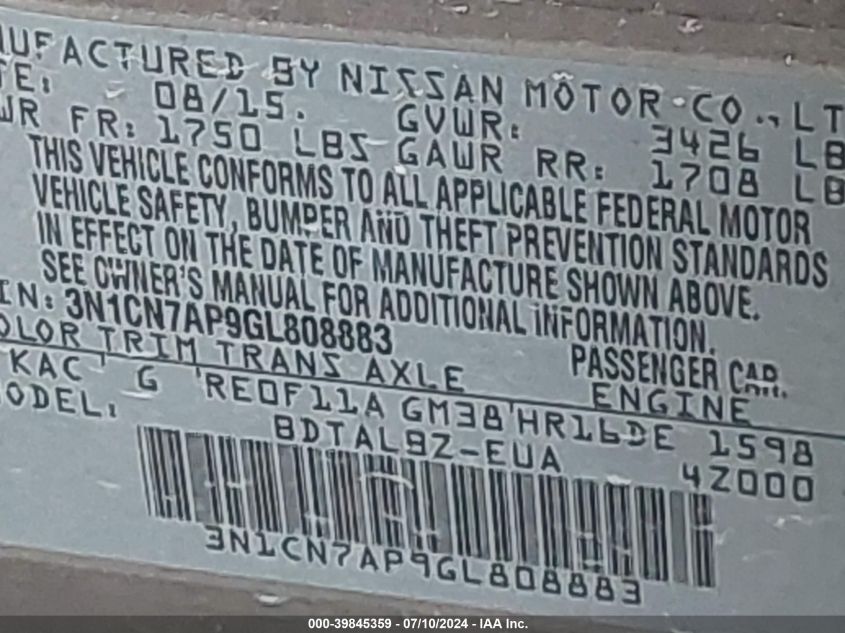 UFACTURED BY NISSAN MOTOR CO., LT
TE: 08/15. GVWR: 3426 LB
WR FR: 1750 LBS GAWR RR: 1708 LB
THIS VEHICLE CONFORMS TO ALL APPLICABLE FEDERAL MOTOR
VEHICLE SAFETY, BUMPER AND THEFT PREVENTION STANDARDS
IN EFFECT ON THE DATE OF MANUFACTURE SHOWN ABOVE.
SEE OWNER'S MANUAL FOR ADDITIONAL INFORMATION.
IN: 3N1CN7AP9GL808883 PASSENGER CAR
OLOR TRIM TRANS AXLE ENGINE
KAC G RE0F11A GM38 HR16DE 1598
ODEL: BDTALBZ-EUA 4Z000
3N1CN7AP9GL808883
000-39845359 - 07/10/2024 - IAA Inc.